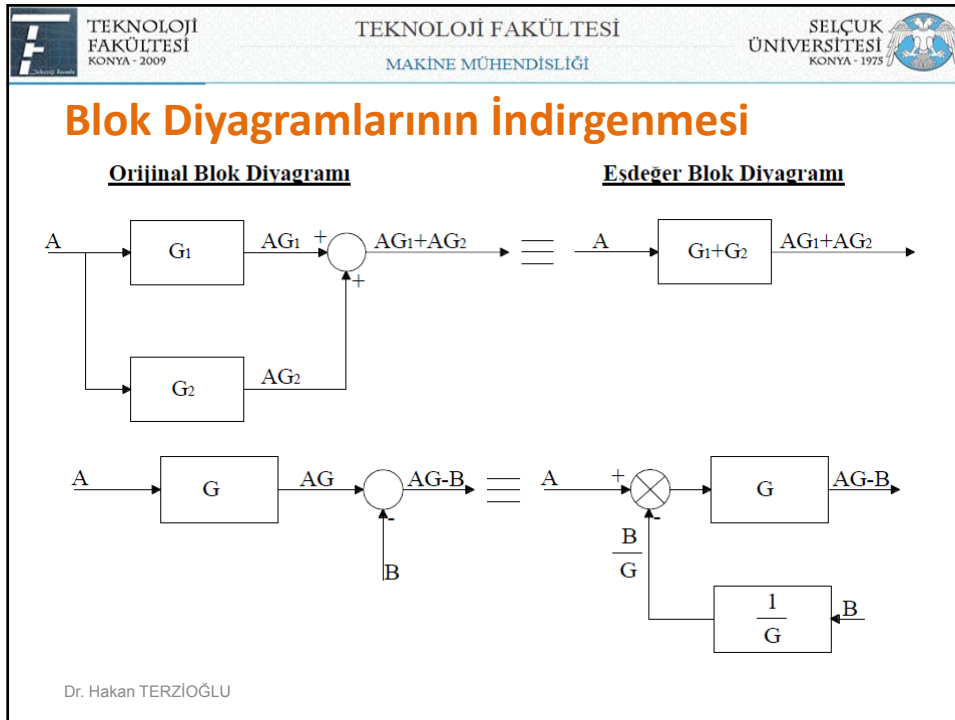 TEKNOLOJİ
FAKÜLTESİ
KONYA - 2009
TEKNOLOJİ FAKÜLTESİ
MAKİNE MÜHENDİSLİĞİ
SELÇUK
ÜNİVERSİTESİ
KONYA - 1975
Blok Diyagramlarının İndirgenmesi
Orijinal Blok Diyagramı
Eşdeğer Blok Diyagramı
A G₁ AG₁ + AG₁+AG₂ A G₁+G₂ AG₁+AG₂
+
G₂ AG₂
A G AG AG-B A + G AG-B
- -
B
B
G
1
G
B
Dr. Hakan TERZİOĞLU